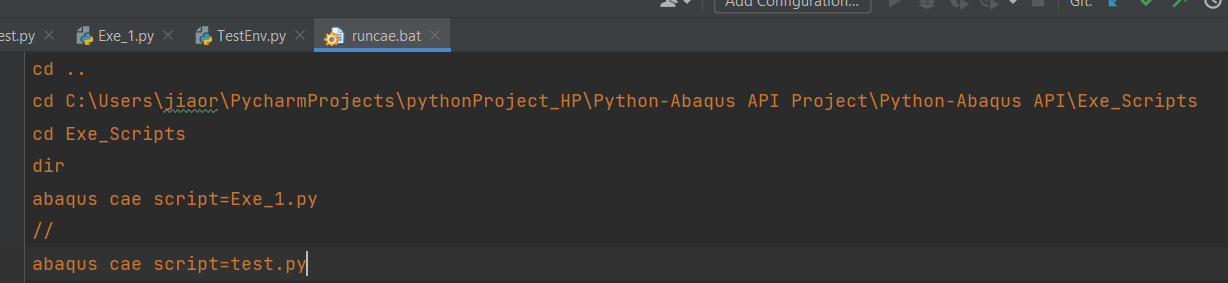 Add Configuration...
Git:
est.py
Exe_1.py
TestEnv.py
runcae.bat
cd ..
cd C:\Users\jiaor\PycharmProjects\pythonProject_HP\Python-Abaqus API Project\Python-Abaqus API\Exe_Scripts
cd Exe_Scripts
dir
abaqus cae script=Exe_1.py
//
abaqus cae script=test.py